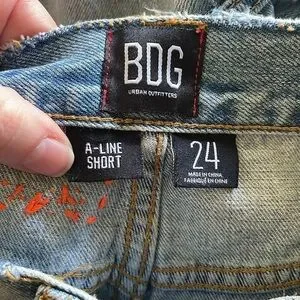 BDG
URBAN OUTFITTERS
A-LINE
SHORT
24
MADE IN CHINA
FABRIQUÉ EN CHINE